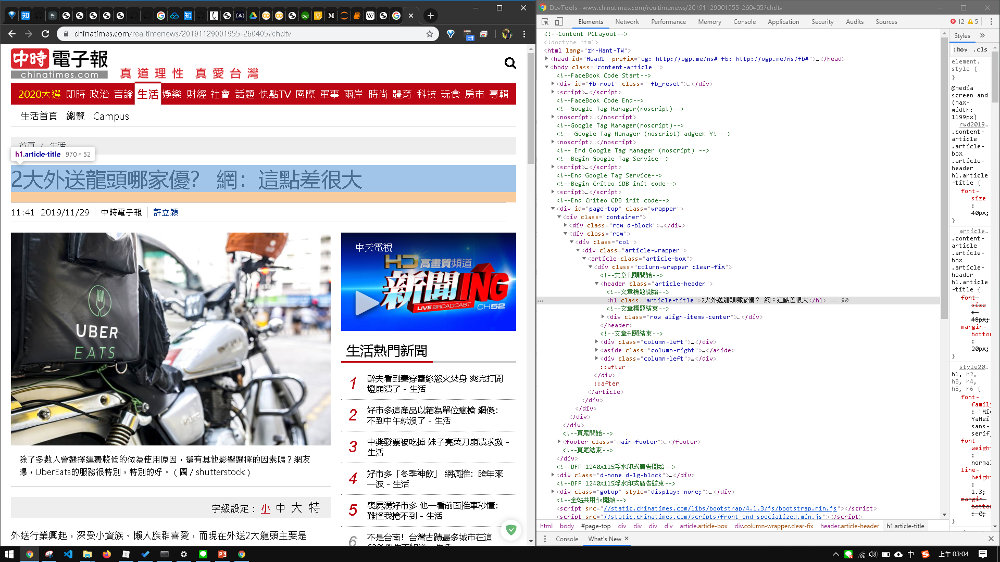 DevTools - www.chinatimes.com/realtimenews/20191129001955-260405?chdtv
chinatimes.com/realtimenews/20191129001955-260405?chdtv
off
中時電子報
chinatimes.com
真道理性 真愛台灣
2020大選 即時 政治 言論 生活 娛樂 財經 社會 話題 快點TV 國際 軍事 兩岸 時尚 體育 科技 玩食 房市 專輯
生活首頁 總覽 Campus
首頁 / 生活
h1.article-title 970 × 52
2大外送龍頭哪家優? 網: 這點差很大
11:41 2019/11/29 中時電子報 許立穎
UBER
EATS
中天電視
HD 高畫質頻道
新聞ING
LIVE BROADCAST CH52
除了多數人會選擇運費較低的做為使用原因，還有其他影響選擇的因素嗎？網友
曝，UberEats的服務很特別，特別的好。（圖／shutterstock）
字級設定： 小 中 大 特
外送行業興起，深受小資族、懶人族群喜愛，而現在外送2大龍頭主要是
生活熱門新聞
1 醉夫看到妻穿蕾絲慾火焚身 爽完打開
燈崩潰了 - 生活
2 好市多這產品以箱為單位瘋搶 網傻:
不到中午就沒了 - 生活
3 中獎發票被吃掉 妹子亮菜刀崩潰求救 -
生活
4 好市多「冬季神飲」 網瘋推: 跨年來
一波 - 生活
5 喪屍湧好市多 他一看前面推車秒懂:
難怪我搶不到 - 生活
6 不是台南! 台灣古蹟最多城市在這
Elements Network Performance Memory Console Application Security Audits Sources 12 5
<!--Content PCLayout-->
<!doctype html>
<html lang="zh-Hant-TW">
<head id="Head1" prefix="og: http://ogp.me/ns# fb: http://ogp.me/ns/fb#">…</head>
<body class="content-article ">
<!--FaceBook Code Start-->
<div id="fb-root" class=" fb_reset">…</div>
<script>…</script>
<!--FaceBook Code End-->
<!--Google Tag Manager(noscript)-->
<noscript>…</noscript>
<!--Google Tag Manager(noscript)-->
<!-- Google Tag Manager (noscript) adgeek Y! -->
<noscript>…</noscript>
<!-- End Google Tag Manager (noscript) -->
<!--Begin Google Tag Service-->
<script>…</script>
<!--End Google Tag Service-->
<!--Begin Criteo CDB init code-->
<script>…</script>
<!--End Criteo CDB init code-->
<div id="page-top" class="wrapper">
<div class="container">
<div class="row d-block">…</div>
<div class="row">
<div class="col">
<div class="article-wrapper">
<article class="article-box">
<div class="column-wrapper clear-fix">
<!--文章刊頭開始-->
<header class="article-header">
<!--文章標題開始-->
<h1 class="article-title">2大外送龍頭哪家優？ 網：這點差很大</h1> == $0
<!--文章標題結束-->
<div class="row align-items-center">…</div>
</header>
<!--文章刊頭結束-->
<div class="column-left">…</div>
<aside class="column-right">…</aside>
<div class="column-left">…</div>
::after
</div>
::after
</article>
</div>
</div>
</div>
</div>
<!--頁尾開始-->
<footer class="main-footer">…</footer>
<!--頁尾結束-->
</div>
<!--DFP 1240x115浮水印式廣告開始-->
<div class="d-none d-lg-block">…</div>
<!--DFP 1240x115浮水印式廣告結束-->
<div class="gotop" style="display: none;">…</div>
<!--全站共用js開始-->
<script src="//static.chinatimes.com/libs/bootstrap/4.1.3/js/bootstrap.min.js"></script>
<script src="//static.chinatimes.com/scripts/front-end-specialized.min.js"></script>
html body #page-top div div div div article.article-box div.column-wrapper.clear-fix header.article-header h1.article-title
Console What's New
Styles
:hov .cls
element.
style {
}
@media
screen and
(max-
width:
1199px)
rwd2019…
.content-
article
.article-
box
.article-
header
h1.article
-title {
font-
size
:
40px;
}
article…
.content-
article
.article-
box
.article-
header
h1.article
-title {
font-
size
:
48px;
margin-
bottom
:
20px;
}
style20…
h1, h2,
h3, h4,
h5, h6 {
font-
family
: "Mic
YaHei
sans-
serif
font-
weight
:
normal
line-
height
:
1.3;
margin-
bottom
: 0;
}
中 上午 03:04